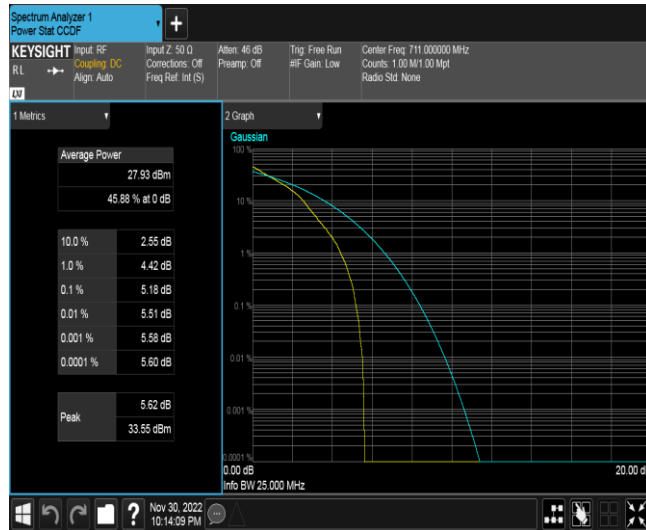 Spectrum Analyzer 1
Power Stat CCDF
KEYSIGHT
RL
LXI
Input: RF
Coupling: DC
Align: Auto
Input Z: 50 Ω
Corrections: Off
Freq Ref: Int (S)
Atten: 46 dB
Preamp: Off
Trig: Free Run
#IF Gain: Low
Center Freq: 711.000000 MHz
Counts: 1.00 M/1.00 Mpt
Radio Std: None
1 Metrics
Average Power
27.93 dBm
45.88 % at 0 dB
10.0 % 2.55 dB
1.0 % 4.42 dB
0.1 % 5.18 dB
0.01 % 5.51 dB
0.001 % 5.58 dB
0.0001 % 5.60 dB
Peak
5.62 dB
33.55 dBm
2 Graph
Gaussian
100 %
10 %
1 %
0.1 %
0.01 %
0.001 %
0.0001 %
0.00 dB
20.00 d
Info BW 25.000 MHz
?
Nov 30, 2022
10:14:09 PM